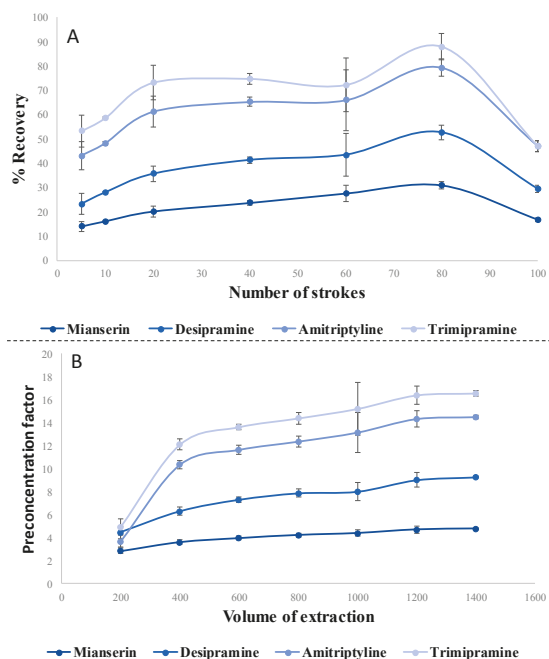 A
100
90
80
70
60
50
40
30
20
10
0
% Recovery
0 10 20 30 40 50 60 70 80 90 100
Number of strokes
Mianserin Desipramine Amitriptyline Trimipramine
B
20
18
16
14
12
10
8
6
4
2
0
Preconcentration factor
0 200 400 600 800 1000 1200 1400 1600
Volume of extraction
Mianserin Desipramine Amitriptyline Trimipramine